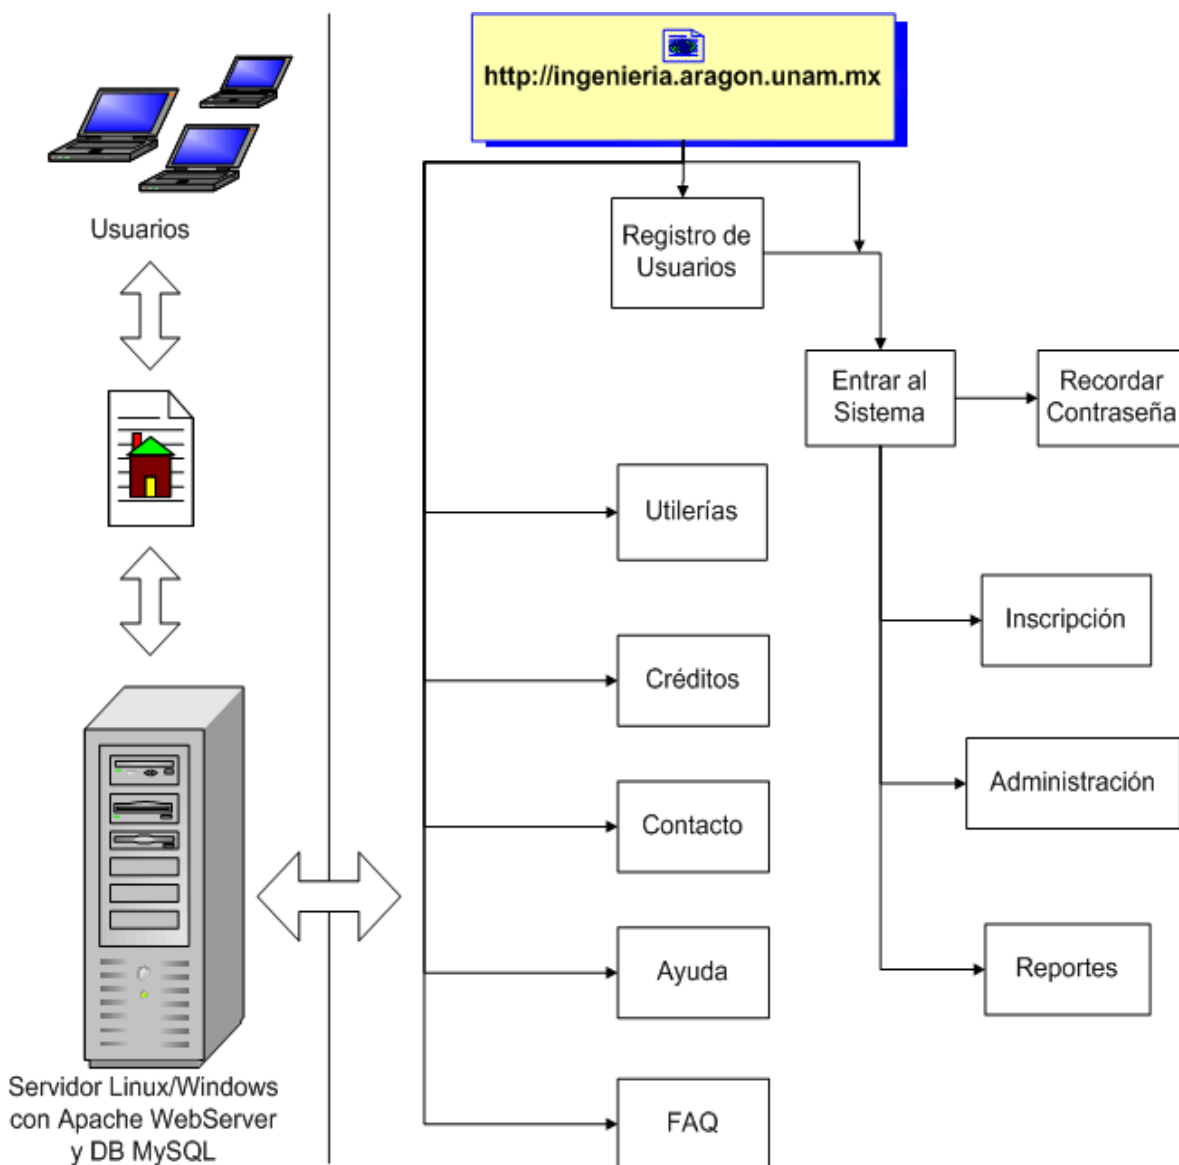 http://ingenieria.aragon.unam.mx
Usuarios
Registro de
Usuarios
Entrar al
Sistema
Recordar
Contraseña
Utilerías
Inscripción
Créditos
Administración
Contacto
Ayuda
Reportes
FAQ
Servidor Linux/Windows
con Apache WebServer
y DB MySQL